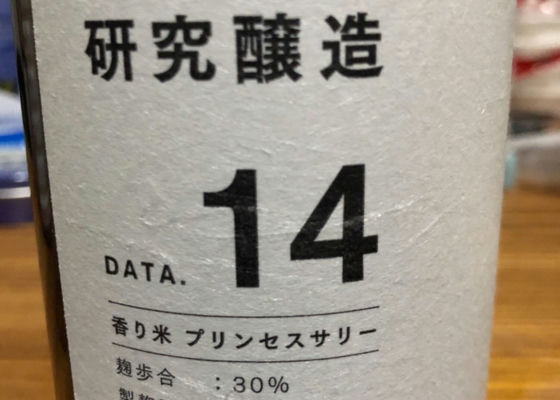 研究醸造
DATA. 14
香り米 プリンセスサリー
麹歩合 :30%